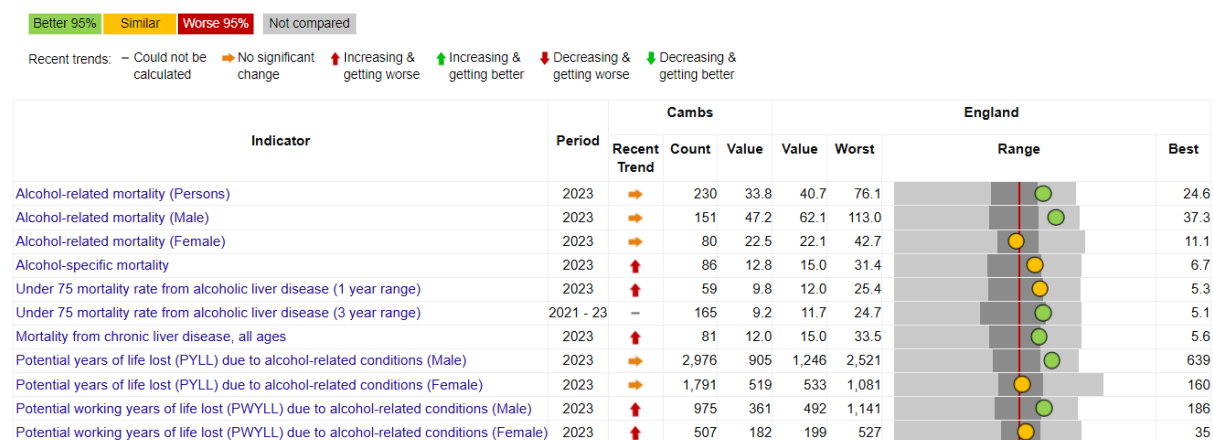 Better 95% Similar Worse 95% Not compared
Recent trends: – Could not be calculated No significant change Increasing & getting worse Increasing & getting better Decreasing & getting worse Decreasing & getting better
Cambs England
Indicator Period Recent Trend Count Value Value Worst Range Best
Alcohol-related mortality (Persons) 2023 230 33.8 40.7 76.1 24.6
Alcohol-related mortality (Male) 2023 151 47.2 62.1 113.0 37.3
Alcohol-related mortality (Female) 2023 80 22.5 22.1 42.7 11.1
Alcohol-specific mortality 2023 86 12.8 15.0 31.4 6.7
Under 75 mortality rate from alcoholic liver disease (1 year range) 2023 59 9.8 12.0 25.4 5.3
Under 75 mortality rate from alcoholic liver disease (3 year range) 2021 - 23 – 165 9.2 11.7 24.7 5.1
Mortality from chronic liver disease, all ages 2023 81 12.0 15.0 33.5 5.6
Potential years of life lost (PYLL) due to alcohol-related conditions (Male) 2023 2,976 905 1,246 2,521 639
Potential years of life lost (PYLL) due to alcohol-related conditions (Female) 2023 1,791 519 533 1,081 160
Potential working years of life lost (PWYLL) due to alcohol-related conditions (Male) 2023 975 361 492 1,141 186
Potential working years of life lost (PWYLL) due to alcohol-related conditions (Female) 2023 507 182 199 527 35